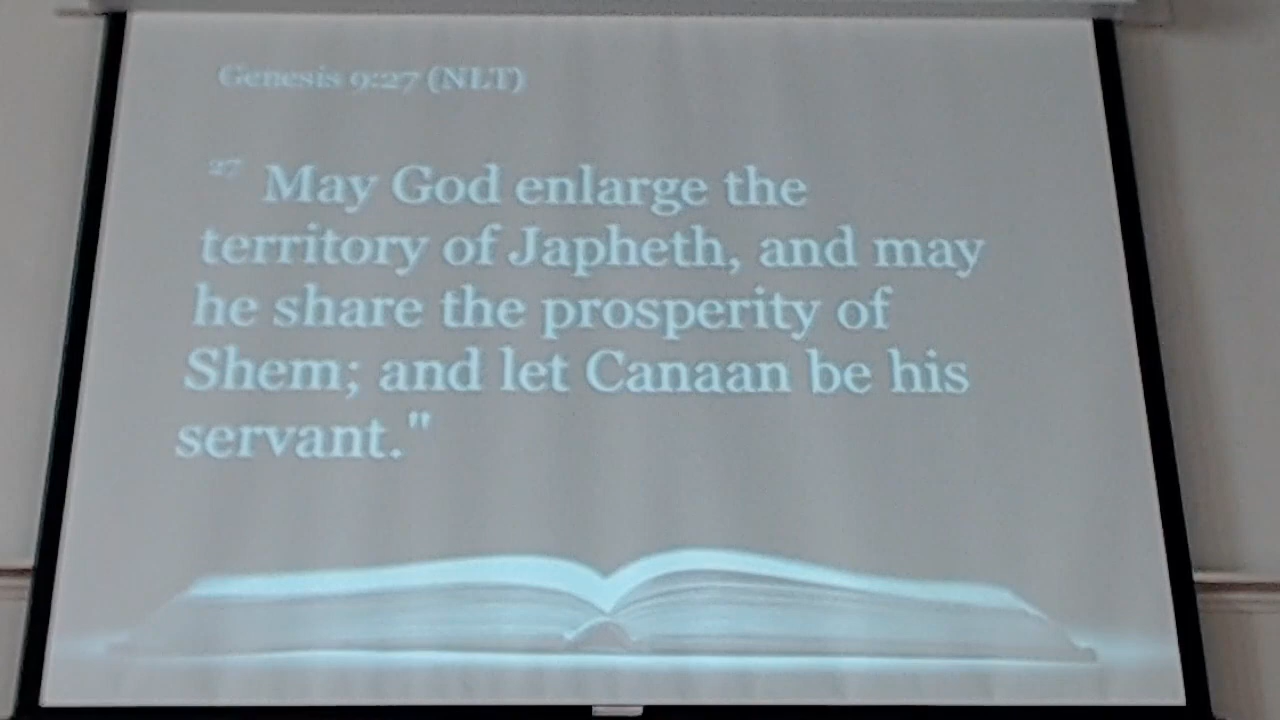 Genesis 9:27 (NLT)
27 May God enlarge the
territory of Japheth, and may
he share the prosperity of
Shem; and let Canaan be his
servant."